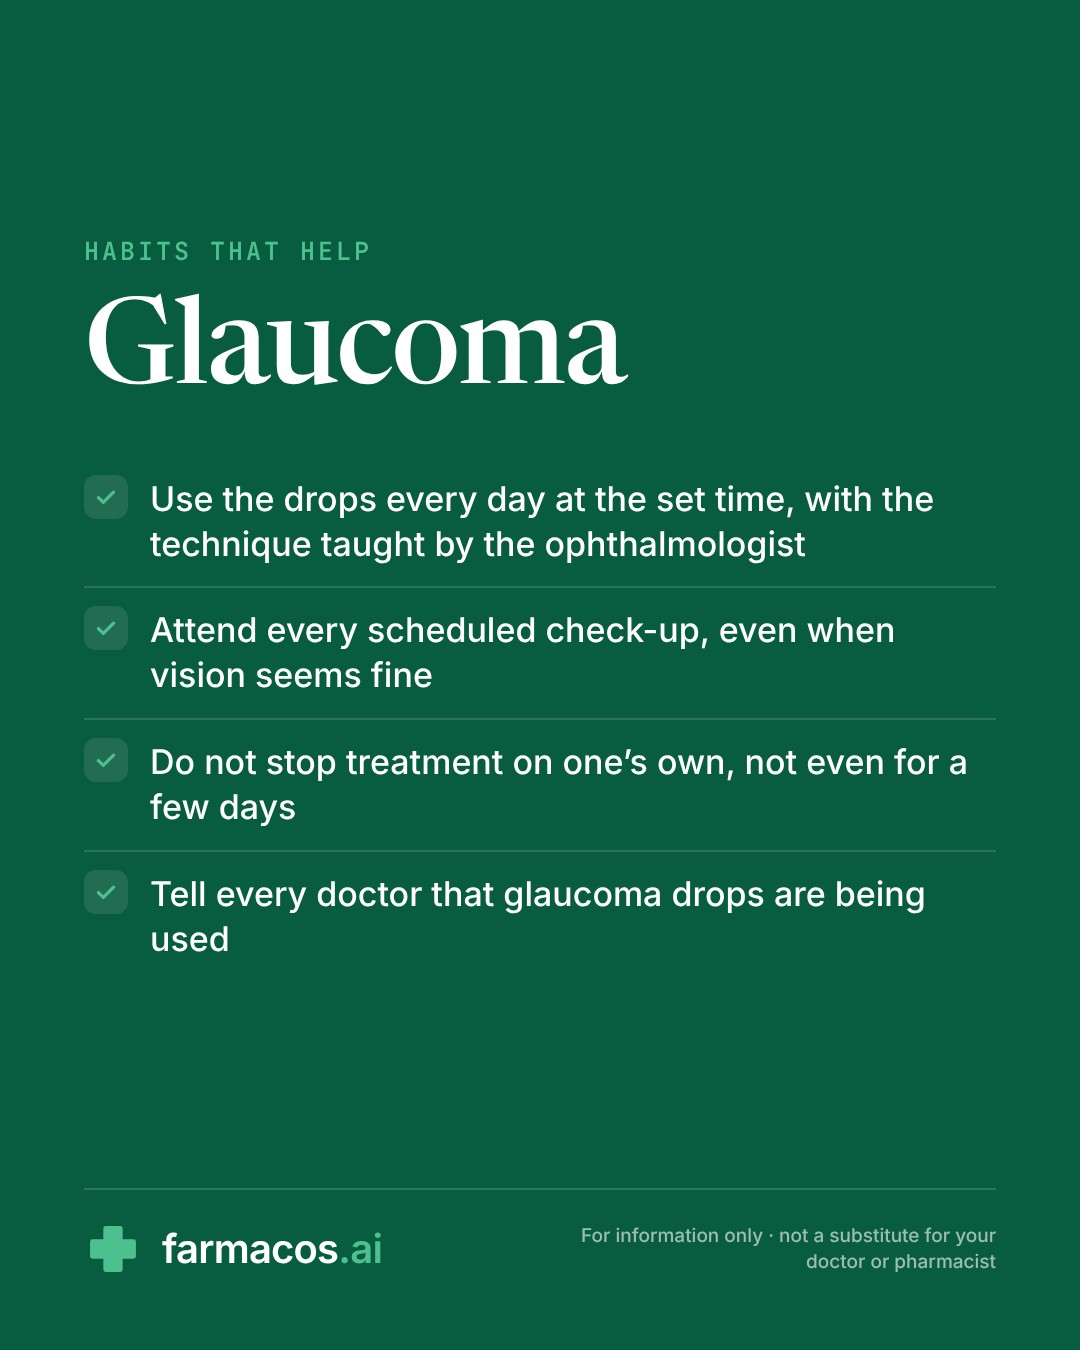 HABITS THAT HELP
Glaucoma
Use the drops every day at the set time, with the
technique taught by the ophthalmologist
Attend every scheduled check-up, even when
vision seems fine
Do not stop treatment on one’s own, not even for a
few days
Tell every doctor that glaucoma drops are being
used
farmacos.ai
For information only · not a substitute for your
doctor or pharmacist